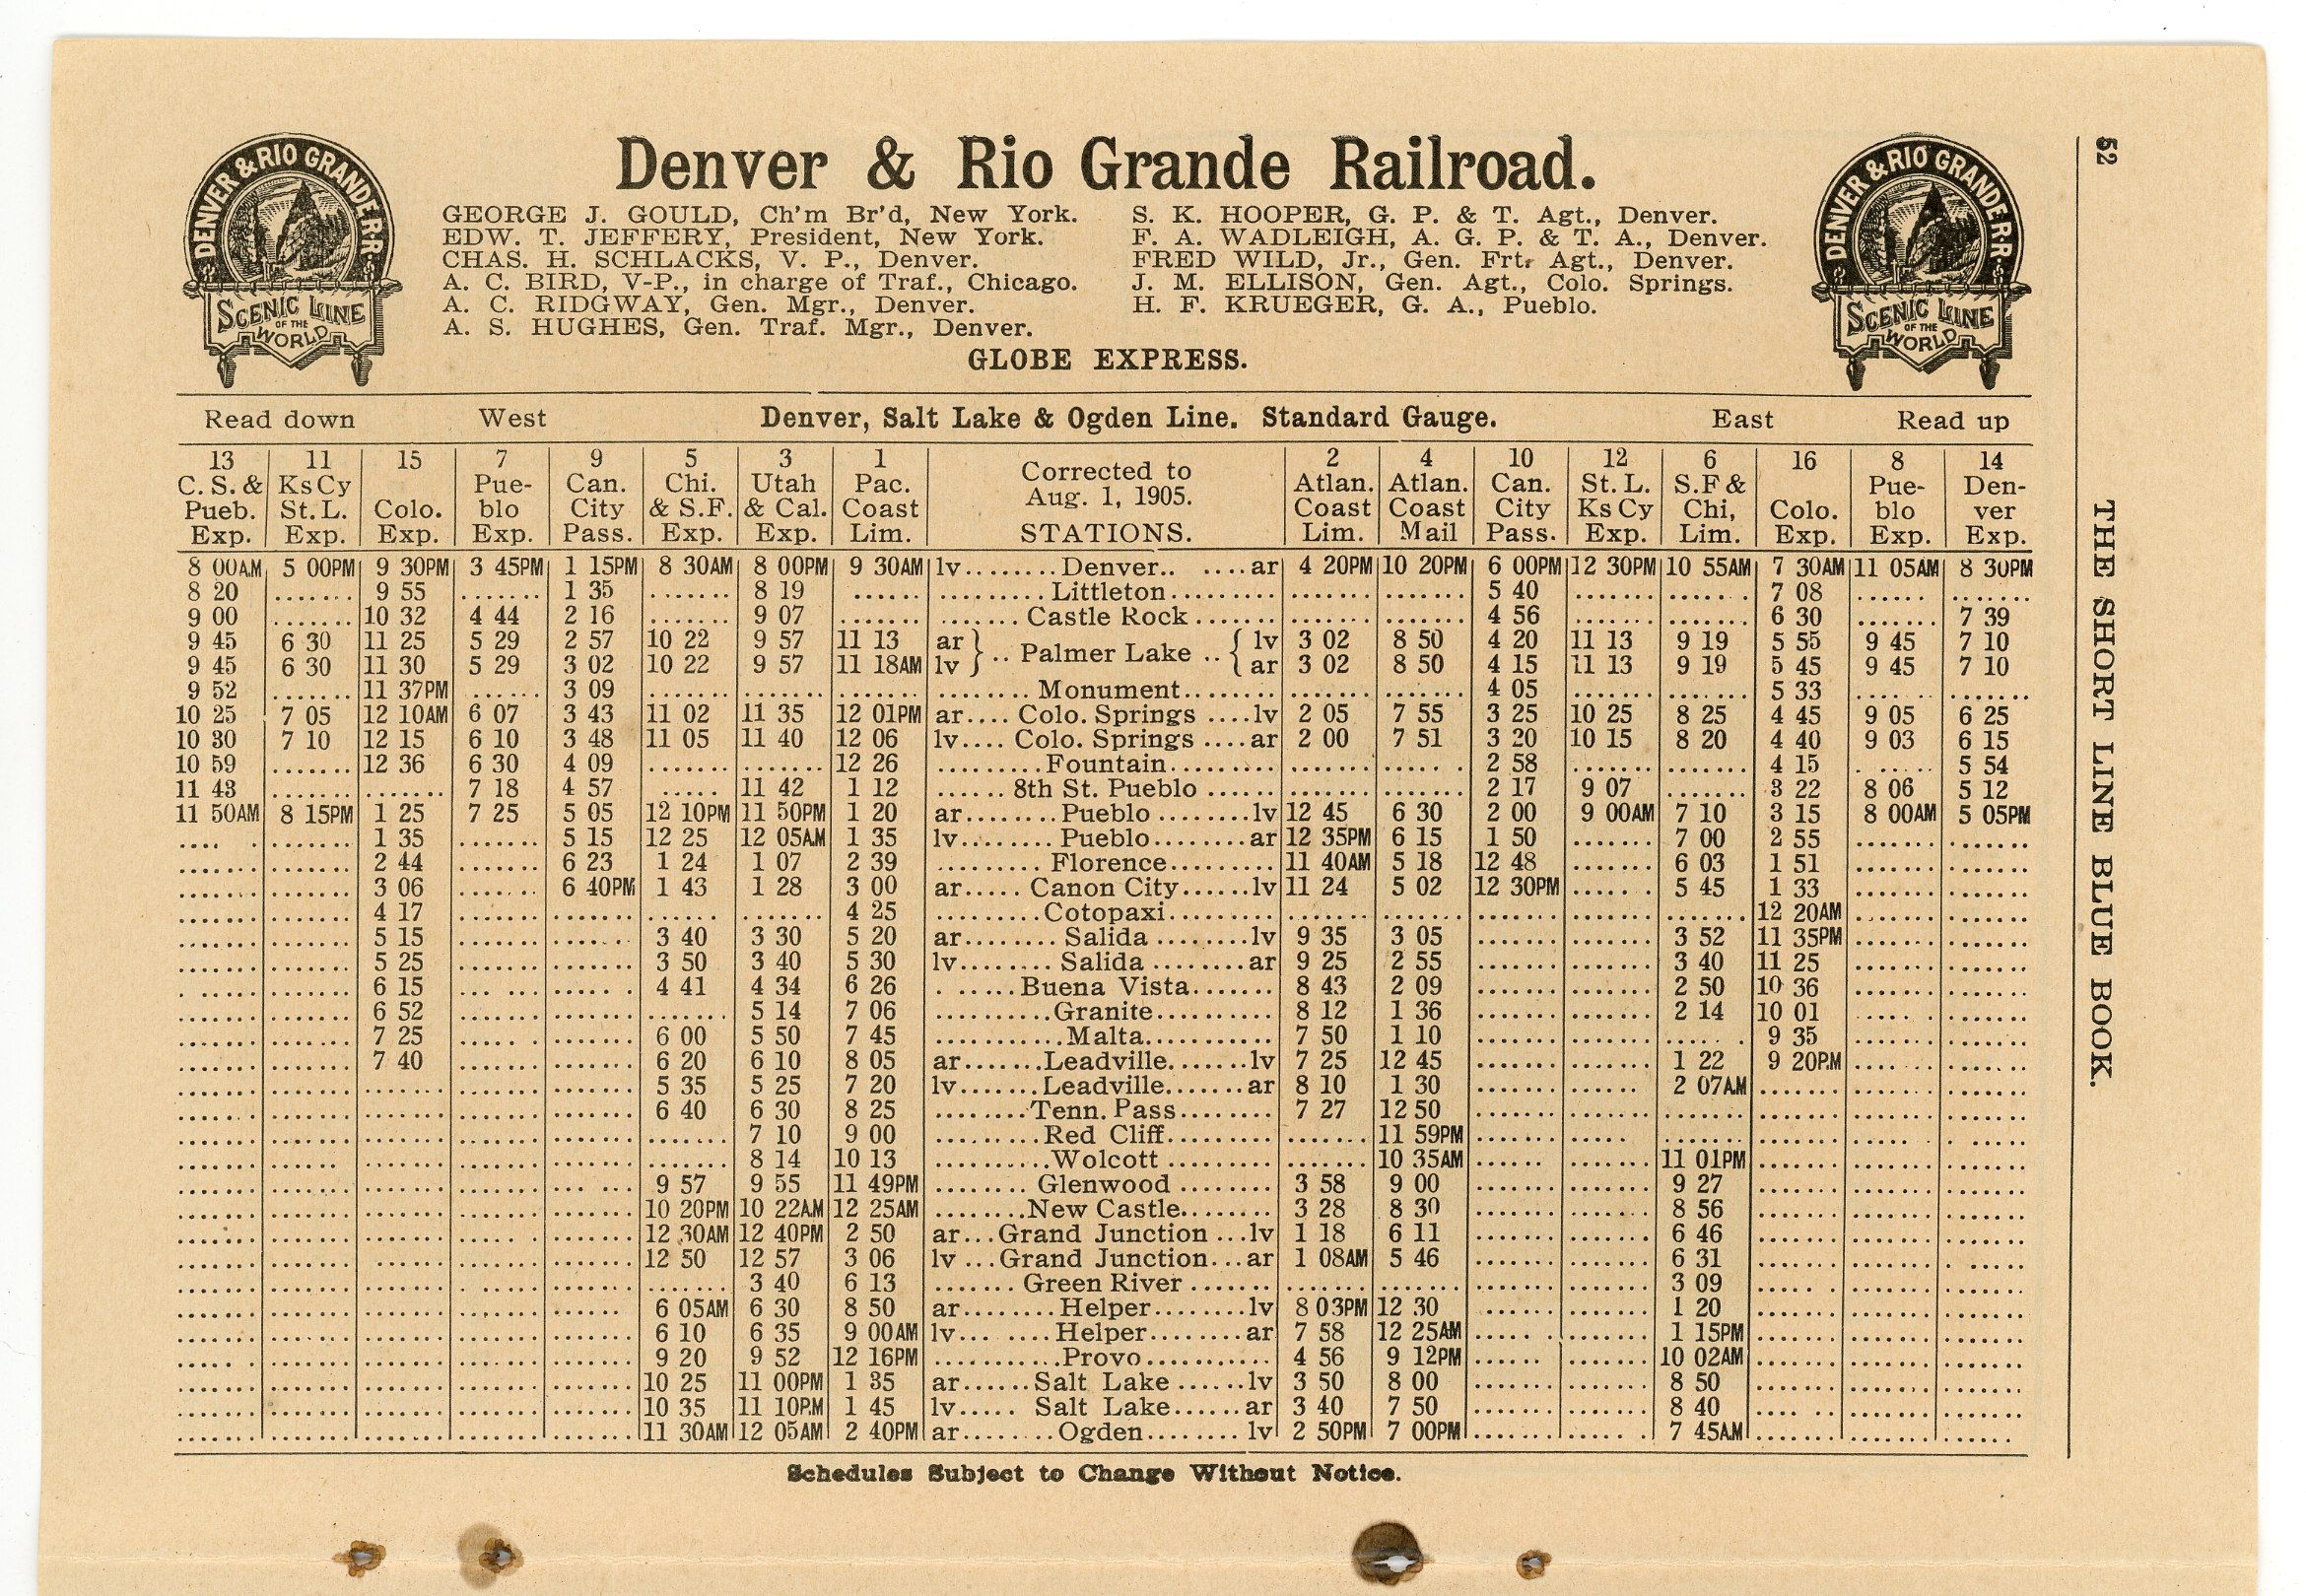 52
THE SHORT LINE BLUE BOOK.
DENVER & RIO GRANDE R.R.
SCENIC LINE
OF THE
WORLD
Denver & Rio Grande Railroad.
DENVER & RIO GRANDE R.R.
SCENIC LINE
OF THE
WORLD
GEORGE J. GOULD, Ch'm Br'd, New York. S. K. HOOPER, G. P. & T. Agt., Denver.
EDW. T. JEFFERY, President, New York. F. A. WADLEIGH, A. G. P. & T. A., Denver.
CHAS. H. SCHLACKS, V. P., Denver. FRED WILD, Jr., Gen. Frt. Agt., Denver.
A. C. BIRD, V-P., in charge of Traf., Chicago. J. M. ELLISON, Gen. Agt., Colo. Springs.
A. C. RIDGWAY, Gen. Mgr., Denver. H. F. KRUEGER, G. A., Pueblo.
A. S. HUGHES, Gen. Traf. Mgr., Denver.
GLOBE EXPRESS.
Read down West Denver, Salt Lake & Ogden Line. Standard Gauge. East Read up
13 11 15 7 9 5 3 1 Corrected to 2 4 10 12 6 16 8 14
C. S. & Ks Cy Pue- Can. Chi. Utah Pac. Aug. 1, 1905. Atlan. Atlan. Can. St. L. S.F & Pue- Den-
Pueb. St. L. Colo. blo City & S.F. & Cal. Coast Coast Coast City Ks Cy Chi, Colo. blo ver
Exp. Exp. Exp. Exp. Pass. Exp. Exp. Lim. STATIONS. Lim. Mail Pass. Exp. Lim. Exp. Exp. Exp.
8 00AM 5 00PM 9 30PM 3 45PM 1 15PM 8 30AM 8 00PM 9 30AM lv........Denver.. ....ar 4 20PM 10 20PM 6 00PM 12 30PM 10 55AM 7 30AM 11 05AM 8 30PM
8 20 ....... 9 55 ....... 1 35 ....... 8 19 ...... ..........Littleton.......... ....... ....... 5 40 ....... ....... 7 08 ...... .......
9 00 ....... 10 32 4 44 2 16 ....... 9 07 ...... ........Castle Rock ........ ....... ....... 4 56 ....... ....... 6 30 ....... 7 39
9 45 6 30 11 25 5 29 2 57 10 22 9 57 11 13 ar } .. Palmer Lake .. { lv 3 02 8 50 4 20 11 13 9 19 5 55 9 45 7 10
9 45 6 30 11 30 5 29 3 02 10 22 9 57 11 18AM lv } { ar 3 02 8 50 4 15 11 13 9 19 5 45 9 45 7 10
9 52 ....... 11 37PM ...... 3 09 ....... ....... ....... ........Monument........ ....... ....... 4 05 ....... ....... 5 33 ....... .......
10 25 7 05 12 10AM 6 07 3 43 11 02 11 35 12 01PM ar.... Colo. Springs ....lv 2 05 7 55 3 25 10 25 8 25 4 45 9 05 6 25
10 30 7 10 12 15 6 10 3 48 11 05 11 40 12 06 lv.... Colo. Springs ....ar 2 00 7 51 3 20 10 15 8 20 4 40 9 03 6 15
10 59 ....... 12 36 6 30 4 09 ....... ....... 12 26 ..........Fountain.......... ....... ....... 2 58 ....... ....... 4 15 ....... 5 54
11 43 ....... ....... 7 18 4 57 ..... 11 42 1 12 ...... 8th St. Pueblo ...... ....... ....... 2 17 9 07 ....... 3 22 8 06 5 12
11 50AM 8 15PM 1 25 7 25 5 05 12 10PM 11 50PM 1 20 ar........Pueblo ........lv 12 45 6 30 2 00 9 00AM 7 10 3 15 8 00AM 5 05PM
....... ....... 1 35 ....... 5 15 12 25 12 05AM 1 35 lv........Pueblo........ar 12 35PM 6 15 1 50 ....... 7 00 2 55 ....... .......
....... ....... 2 44 ....... 6 23 1 24 1 07 2 39 ..........Florence.......... 11 40AM 5 18 12 48 ....... 6 03 1 51 ....... .......
....... ....... 3 06 ....... 6 40PM 1 43 1 28 3 00 ar..... Canon City......lv 11 24 5 02 12 30PM ....... 5 45 1 33 ....... .......
....... ....... 4 17 ....... ....... ....... ....... 4 25 ..........Cotopaxi.......... ....... ....... ....... ....... ....... 12 20AM ....... .......
....... ....... 5 15 ....... ....... 3 40 3 30 5 20 ar........ Salida ........lv 9 35 3 05 ....... ....... 3 52 11 35PM ....... .......
....... ....... 5 25 ....... ....... 3 50 3 40 5 30 lv........ Salida ........ar 9 25 2 55 ....... ....... 3 40 11 25 ....... .......
....... ....... 6 15 ....... ....... 4 41 4 34 6 26 .......Buena Vista....... 8 43 2 09 ....... ....... 2 50 10 36 ....... .......
....... ....... 6 52 ....... ....... ....... 5 14 7 06 ..........Granite.......... 8 12 1 36 ....... ....... 2 14 10 01 ....... .......
....... ....... 7 25 ....... ....... 6 00 5 50 7 45 ...........Malta........... 7 50 1 10 ....... ....... ....... 9 35 ....... .......
....... ....... 7 40 ....... ....... 6 20 6 10 8 05 ar.......Leadville.......lv 7 25 12 45 ....... ....... 1 22 9 20PM ....... .......
....... ....... ....... ....... ....... 5 35 5 25 7 20 lv.......Leadville.......ar 8 10 1 30 ....... ....... 2 07AM ....... ....... .......
....... ....... ....... ....... ....... 6 40 6 30 8 25 .........Tenn. Pass......... 7 27 12 50 ....... ....... ....... ....... ....... .......
....... ....... ....... ....... ....... ....... 7 10 9 00 ..........Red Cliff.......... ....... 11 59PM ....... ....... ....... ....... ....... .......
....... ....... ....... ....... ....... ....... 8 14 10 13 ...........Wolcott .......... ....... 10 35AM ....... ....... 11 01PM ....... ....... .......
....... ....... ....... ....... ....... 9 57 9 55 11 49PM .........Glenwood ......... 3 58 9 00 ....... ....... 9 27 ....... ....... .......
....... ....... ....... ....... ....... 10 20PM 10 22AM 12 25AM .........New Castle......... 3 28 8 30 ....... ....... 8 56 ....... ....... .......
....... ....... ....... ....... ....... 12 30AM 12 40PM 2 50 ar...Grand Junction ...lv 1 18 6 11 ....... ....... 6 46 ....... ....... .......
....... ....... ....... ....... ....... 12 50 12 57 3 06 lv ...Grand Junction...ar 1 08AM 5 46 ....... ....... 6 31 ....... ....... .......
....... ....... ....... ....... ....... ....... 3 40 6 13 ........Green River ........ ....... ....... ....... ....... 3 09 ....... ....... .......
....... ....... ....... ....... ....... 6 05AM 6 30 8 50 ar........Helper........lv 8 03PM 12 30 ....... ....... 1 20 ....... ....... .......
....... ....... ....... ....... ....... 6 10 6 35 9 00AM lv... ....Helper........ar 7 58 12 25AM ....... ....... 1 15PM ....... ....... .......
....... ....... ....... ....... ....... 9 20 9 52 12 16PM ...........Provo........... 4 56 9 12PM ....... ....... 10 02AM ....... ....... .......
....... ....... ....... ....... ....... 10 25 11 00PM 1 35 ar......Salt Lake ......lv 3 50 8 00 ....... ....... 8 50 ....... ....... .......
....... ....... ....... ....... ....... 10 35 11 10PM 1 45 lv..... Salt Lake......ar 3 40 7 50 ....... ....... 8 40 ....... ....... .......
....... ....... ....... ....... ....... 11 30AM 12 05AM 2 40PM ar........Ogden........lv 2 50PM 7 00PM ....... ....... 7 45AM ....... ....... .......
Schedules Subject to Change Without Notice.